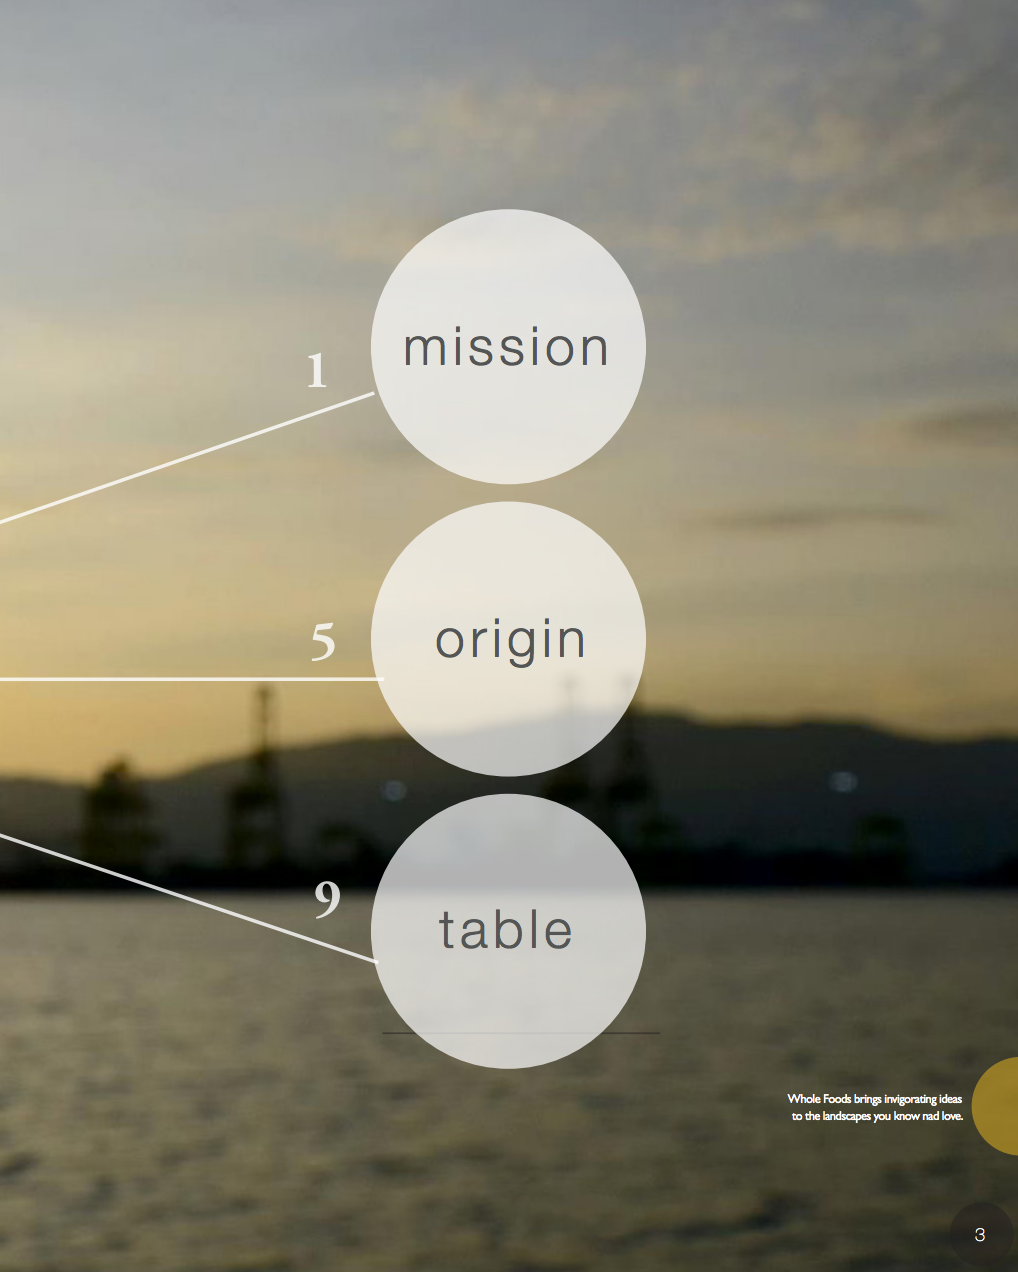 1
mission
5
origin
9
table
Whole Foods brings invigorating ideas
to the landscapes you know nad love.
3